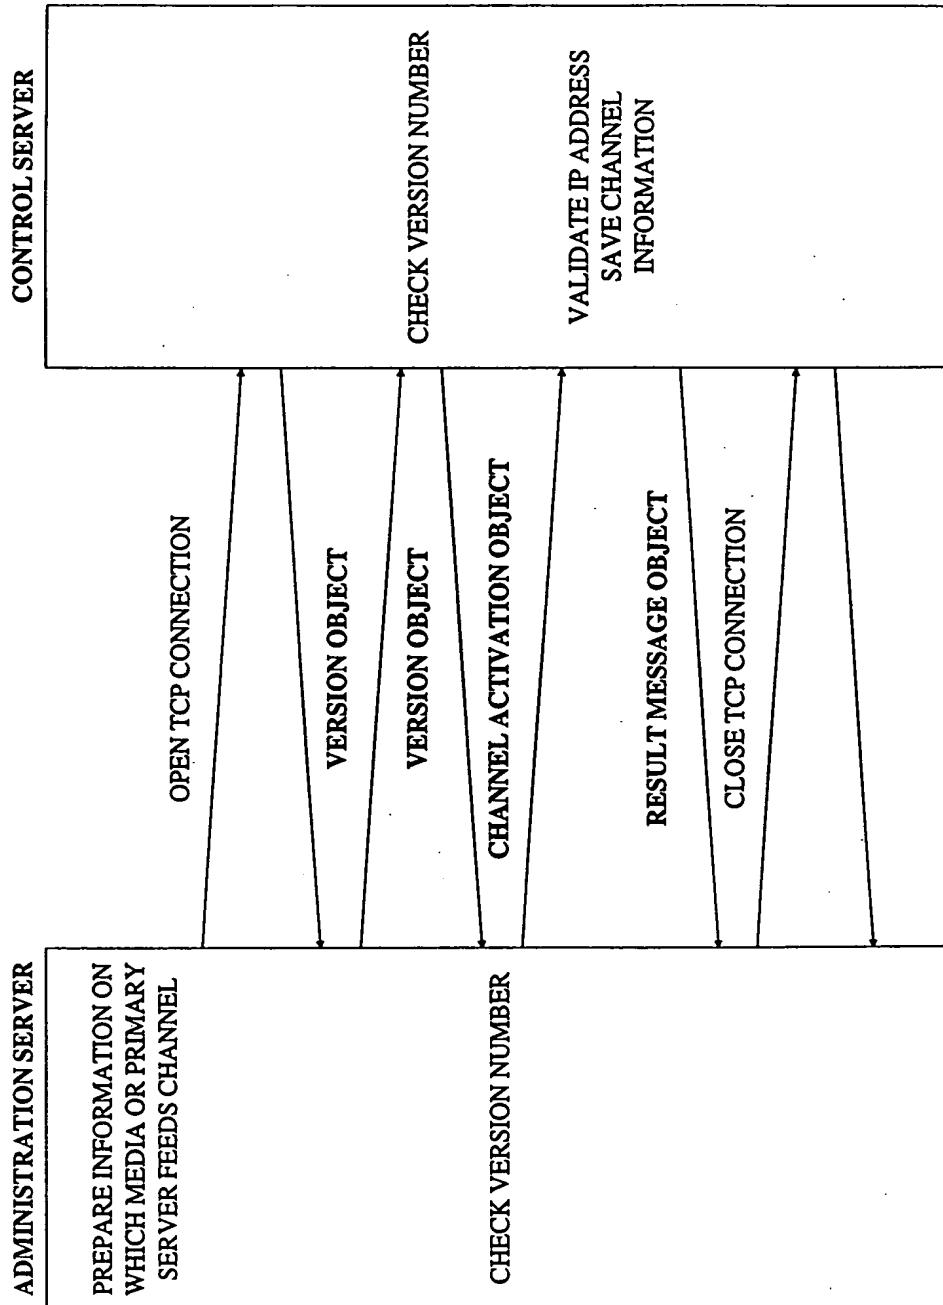 ADMINISTRATION SERVER
CONTROL SERVER
PREPARE INFORMATION ON
WHICH MEDIA OR PRIMARY
SERVER FEEDS CHANNEL
OPEN TCP CONNECTION
VERSION OBJECT
VERSION OBJECT
CHECK VERSION NUMBER
CHECK VERSION NUMBER
CHANNEL ACTIVATION OBJECT
VALIDATE IP ADDRESS
SAVE CHANNEL
INFORMATION
RESULT MESSAGE OBJECT
CLOSE TCP CONNECTION